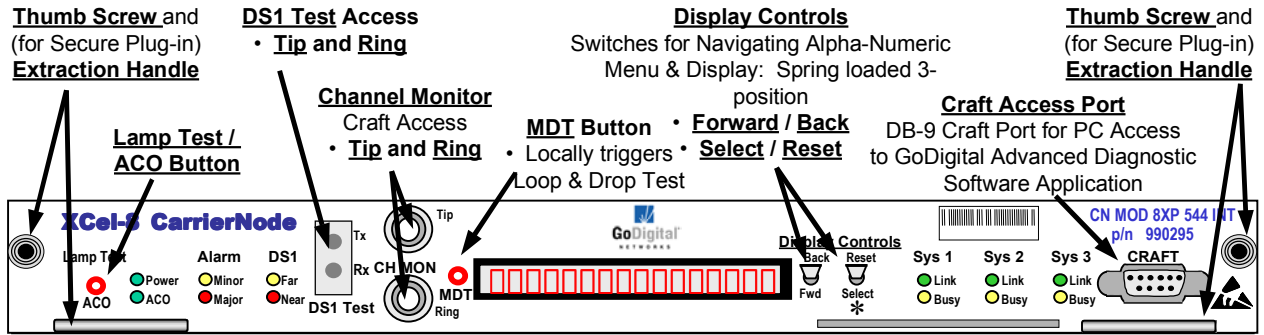 Thumb Screw and
(for Secure Plug-in)
Extraction Handle
DS1 Test Access
• Tip and Ring
Lamp Test /
ACO Button
Channel Monitor
Craft Access
• Tip and Ring
MDT Button
• Locally triggers
Loop & Drop Test
Display Controls
Switches for Navigating Alpha-Numeric
Menu & Display: Spring loaded 3-
position
• Forward / Back
• Select / Reset
Craft Access Port
DB-9 Craft Port for PC Access
to GoDigital Advanced Diagnostic
Software Application
Thumb Screw and
(for Secure Plug-in)
Extraction Handle
XCel-8 CarrierNode
Lamp Test
ACO
Power
ACO
Alarm
Minor
Major
DS1
Far
Near
Tx
Rx
DS1 Test
Tip
CH MON
Ring
MDT
GoDigital
NETWORKS
Display Controls
Back
Fwd
Reset
Select
*
Sys 1
Link
Busy
Sys 2
Link
Busy
Sys 3
Link
Busy
CN MOD 8XP 544 INT
p/n 990295
CRAFT